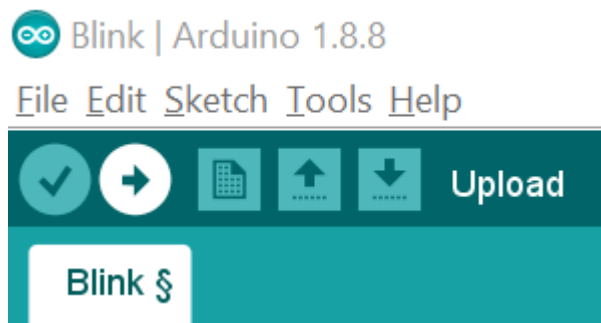 Blink | Arduino 1.8.8
File Edit Sketch Tools Help
Upload
Blink §